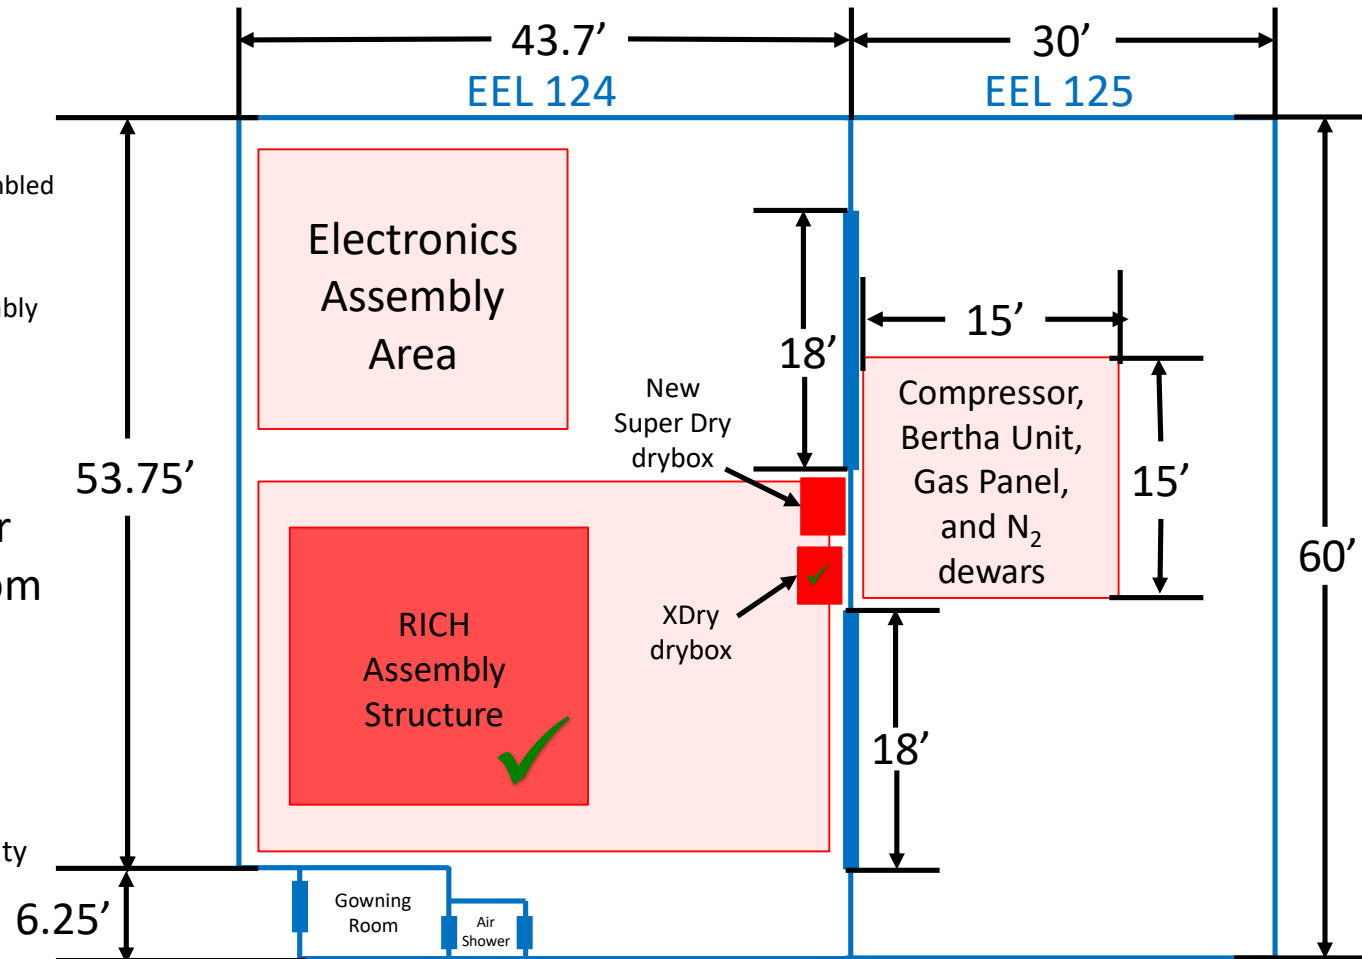 43.7’
30’
EEL 124
EEL 125
Electronics
Assembly
Area
18’
15’
New
Super Dry
drybox
Compressor,
Bertha Unit,
Gas Panel,
and N2
dewars
15’
53.75’
60’
XDry
drybox
RICH
Assembly
Structure
18’
6.25’
Gowning
Room
Air
Shower